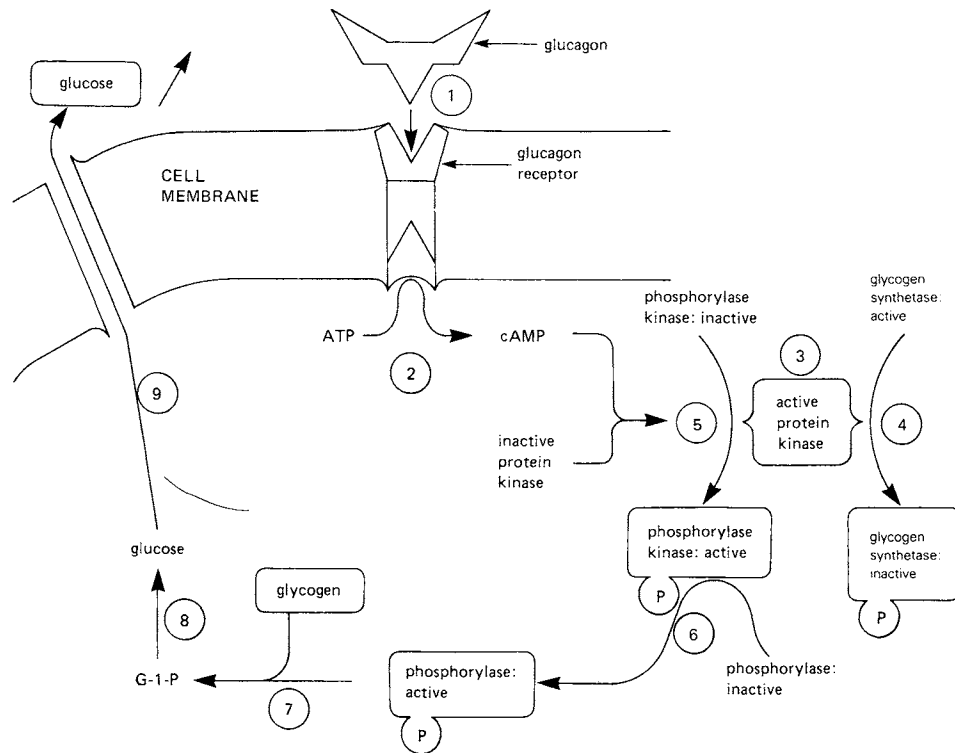 glucagon
glucose
1
glucagon
receptor
CELL
MEMBRANE
glycogen
synthetase:
active
phosphorylase
kinase: inactive
ATP
cAMP
2
3
9
active
protein
kinase
5
4
inactive
protein
kinase
phosphorylase
kinase: active
P
glycogen
synthetase:
inactive
P
glucose
glycogen
8
6
G-1-P
7
phosphorylase:
active
P
phosphorylase:
inactive